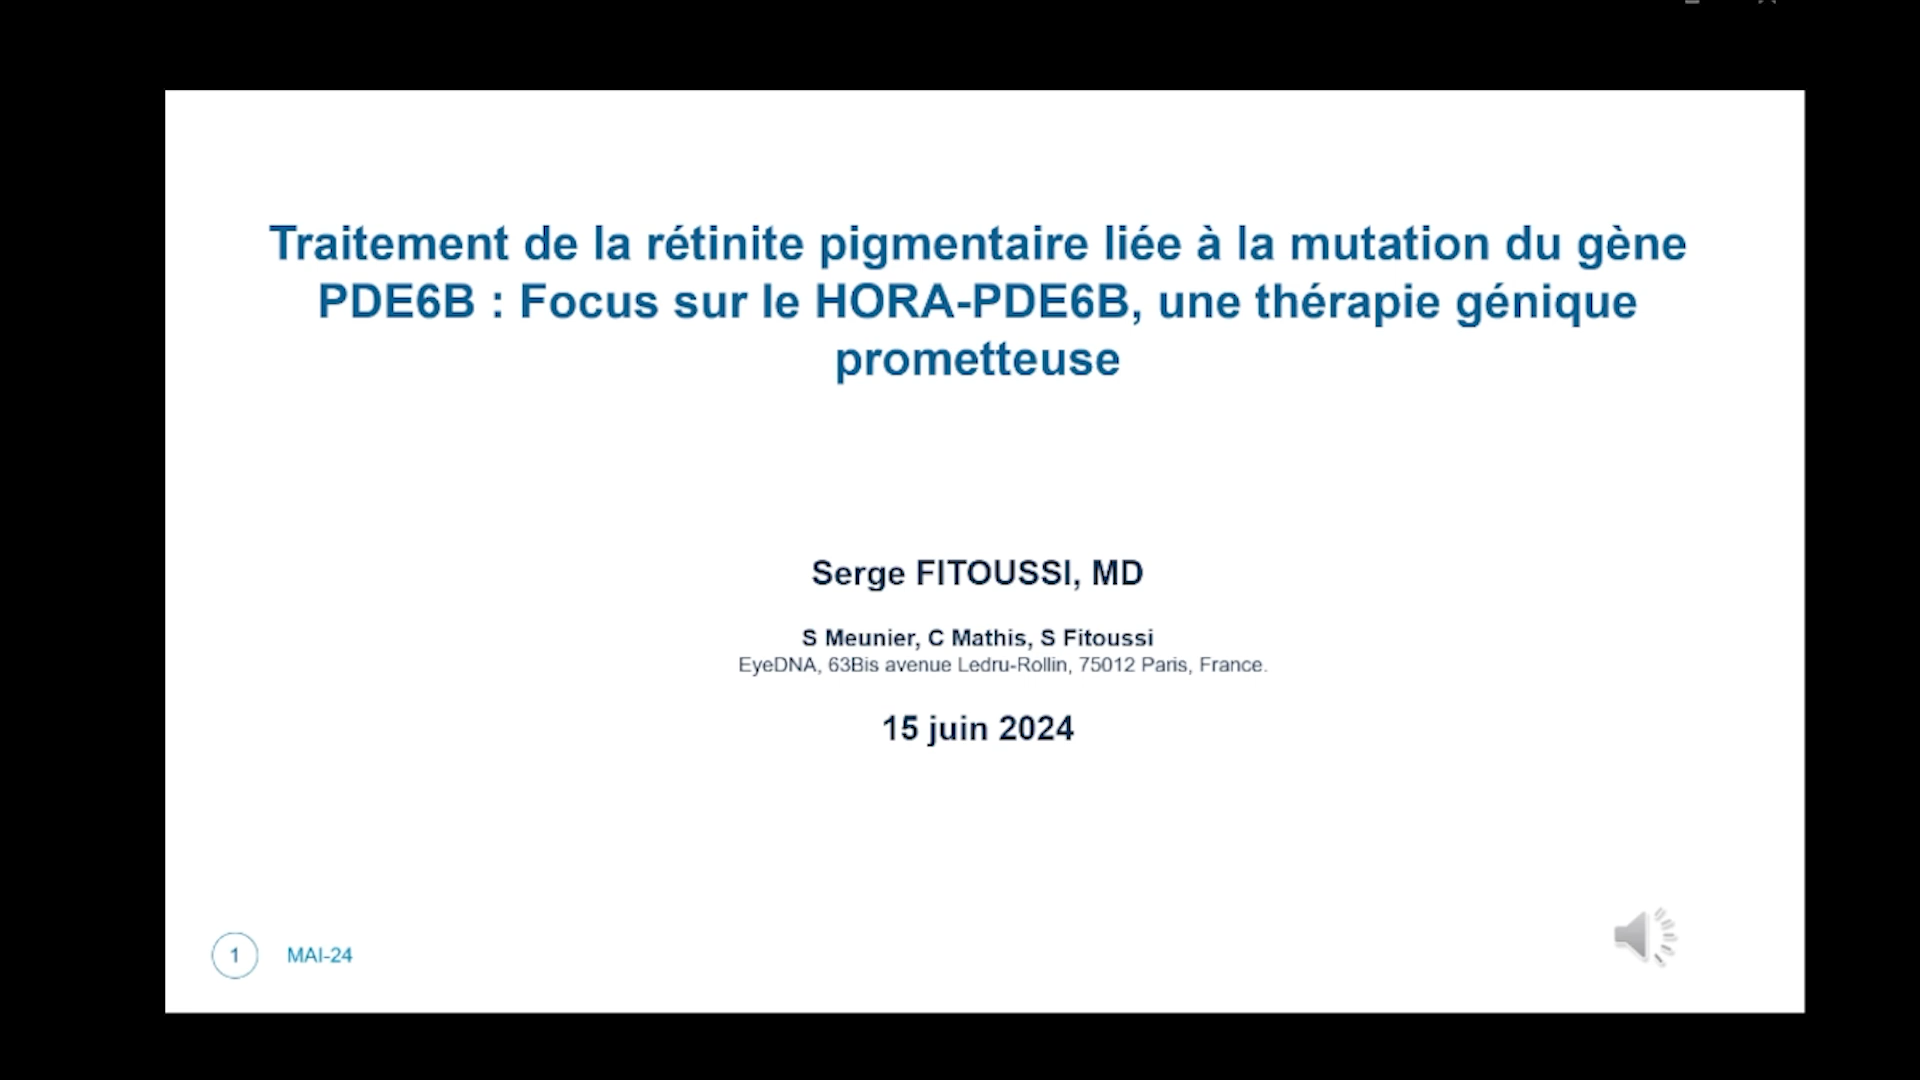 Traitement de la rétinite pigmentaire liée à la mutation du gène
PDE6B : Focus sur le HORA-PDE6B, une thérapie génique
prometteuse
Serge FITOUSSI, MD
S Meunier, C Mathis, S Fitoussi
EyeDNA, 63Bis avenue Ledru-Rollin, 75012 Paris, France.
15 juin 2024
1 MAI-24